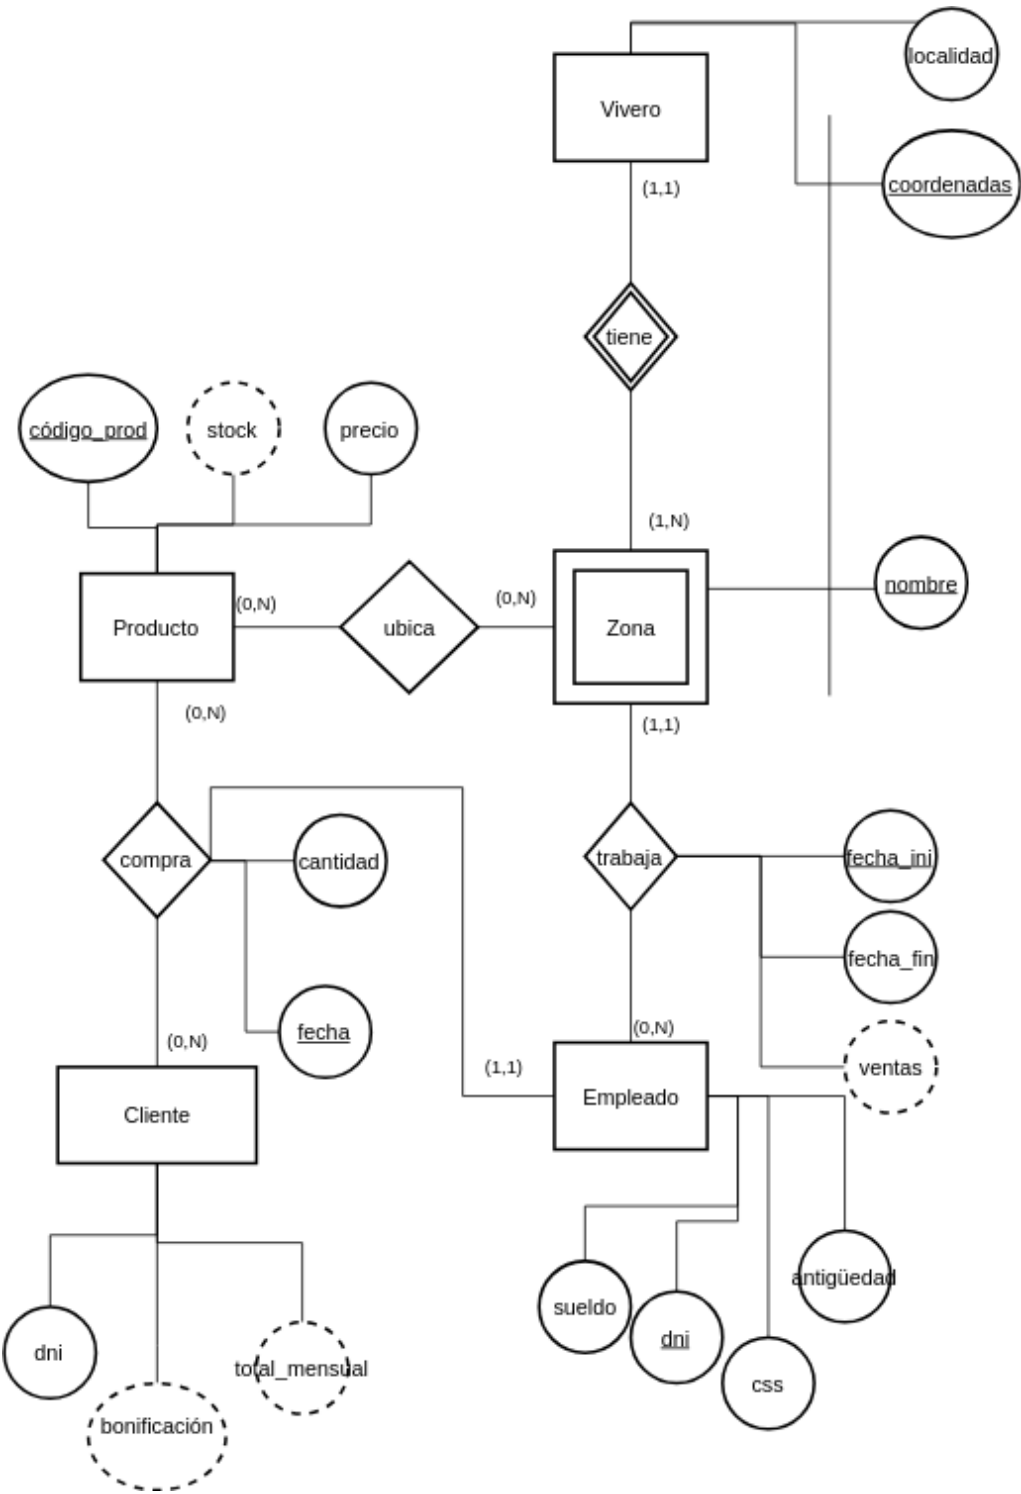 localidad
Vivero
coordenadas
(1,1)
tiene
código_prod
stock
precio
(1,N)
nombre
(0,N)
(0,N)
Producto
ubica
Zona
(0,N)
(1,1)
compra
cantidad
trabaja
fecha_ini
fecha_fin
fecha
(0,N)
(0,N)
(1,1)
ventas
Empleado
Cliente
antigüedad
sueldo
dni
dni
total_mensual
css
bonificación